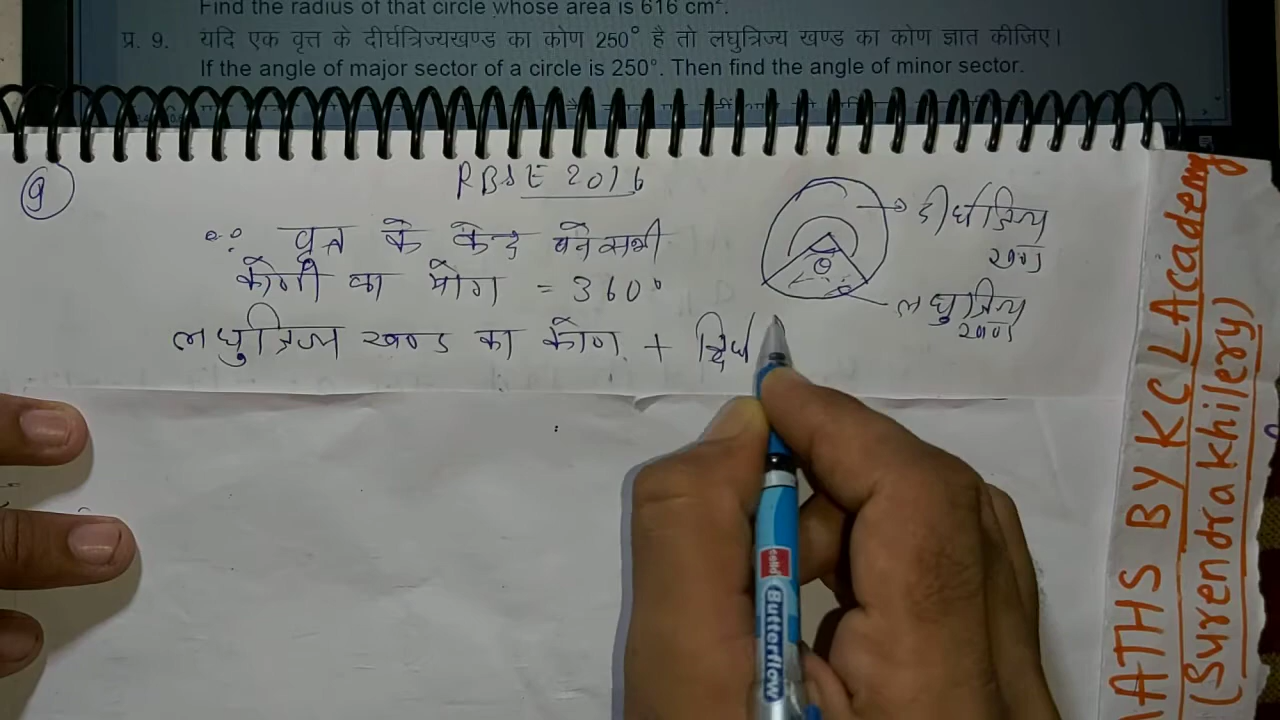 Find the radius of that circle whose area is 616 cm².
प्र. 9. यदि एक वृत्त के दीर्घत्रिज्यखण्ड का कोण 250° है तो लघुत्रिज्य खण्ड का कोण ज्ञात कीजिए।
If the angle of major sector of a circle is 250°. Then find the angle of minor sector.
9
RBSE 2016
∵ वृत्त के केन्द्र बने सभी
कोणों का योग = 360°
लघुत्रिज्य खण्ड का कोण +
दीर्घत्रिज्य
खण्ड
θ
लघुत्रिज्य
खण्ड
MATHS BY KCL Academy
(Surendra khilery)
cello
Butterflow